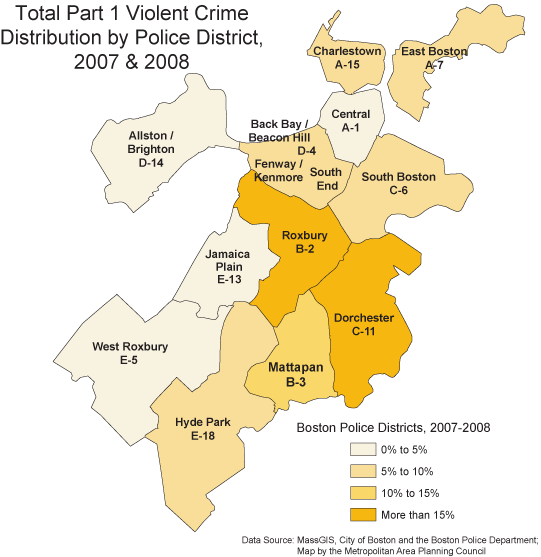 Total Part 1 Violent Crime
Distribution by Police District,
2007 & 2008
Charlestown
A-15
East Boston
A-7
Central
A-1
Allston /
Brighton
D-14
Back Bay /
Beacon Hill
D-4
Fenway /
Kenmore
South
End
South Boston
C-6
Roxbury
B-2
Jamaica
Plain
E-13
Dorchester
C-11
West Roxbury
E-5
Mattapan
B-3
Hyde Park
E-18
Boston Police Districts, 2007-2008
0% to 5%
5% to 10%
10% to 15%
More than 15%
Data Source: MassGIS, City of Boston and the Boston Police Department;
Map by the Metropolitan Area Planning Council